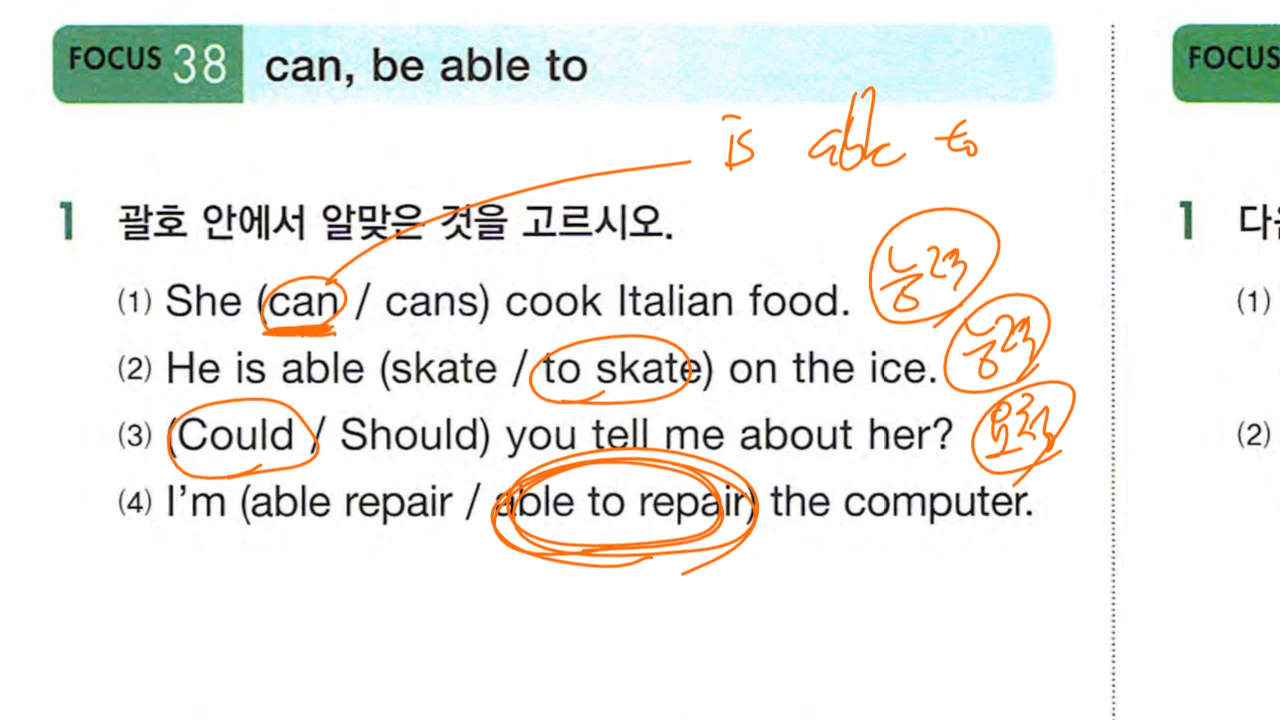 FOCUS 38 can, be able to
FOCUS
is able to
1 괄호 안에서 알맞은 것을 고르시오.
(1) She (can / cans) cook Italian food. 능력
(2) He is able (skate / to skate) on the ice. 능력
(3) (Could / Should) you tell me about her? 요청
(4) I'm (able repair / able to repair) the computer.
1
(1)
(2)